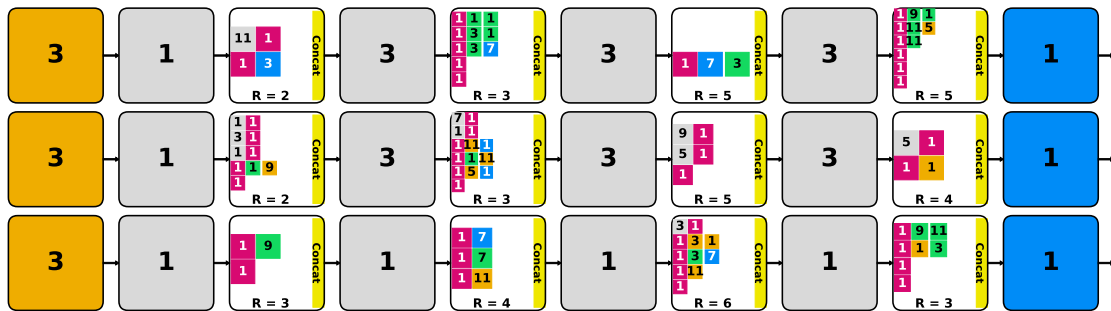 3 1 11 1 Concat 3 1 1 1 Concat 3 Concat 3 1 9 1 Concat 1
1 3 1 3 1 1 7 3 1 11 5
1 3 7 1 11
1 1
1 1
1
R = 2 R = 3 R = 5 R = 5
3 1 1 1 Concat 3 7 1 Concat 3 9 1 Concat 3 5 1 Concat 1
3 1 1 1 5 1 1 1
1 1 1 11 1 1
1 1 9 1 1 11
1 1 5 1
1
R = 2 R = 3 R = 5 R = 4
3 1 1 9 Concat 1 1 7 Concat 1 3 1 Concat 1 1 9 11 Concat 1
1 1 7 1 3 1 1 1 3
1 11 1 3 7 1
1 11 1
1
R = 3 R = 4 R = 6 R = 3